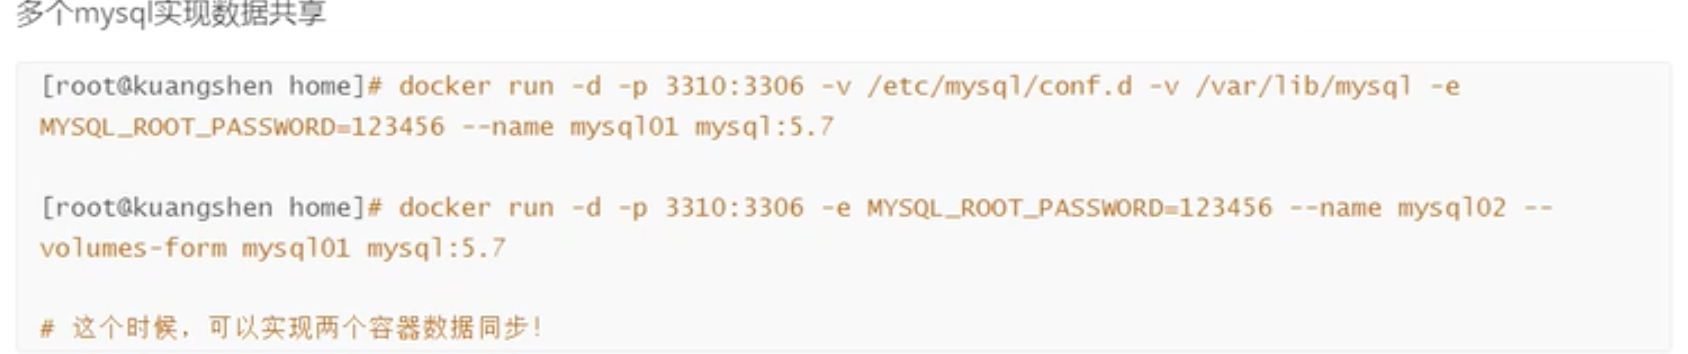 多个mysql实现数据共享
[root@kuangshen home]# docker run -d -p 3310:3306 -v /etc/mysql/conf.d -v /var/lib/mysql -e
MYSQL_ROOT_PASSWORD=123456 --name mysql01 mysql:5.7
[root@kuangshen home]# docker run -d -p 3310:3306 -e MYSQL_ROOT_PASSWORD=123456 --name mysql02 --
volumes-form mysql01 mysql:5.7
# 这个时候，可以实现两个容器数据同步！